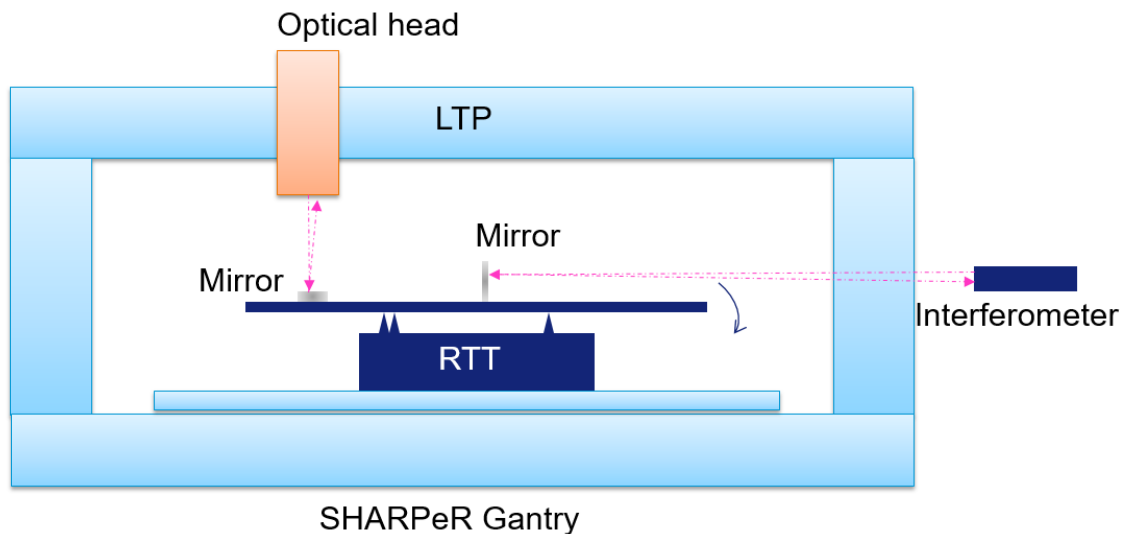 Optical head
LTP
Mirror
Mirror
Interferometer
RTT
SHARPeR Gantry